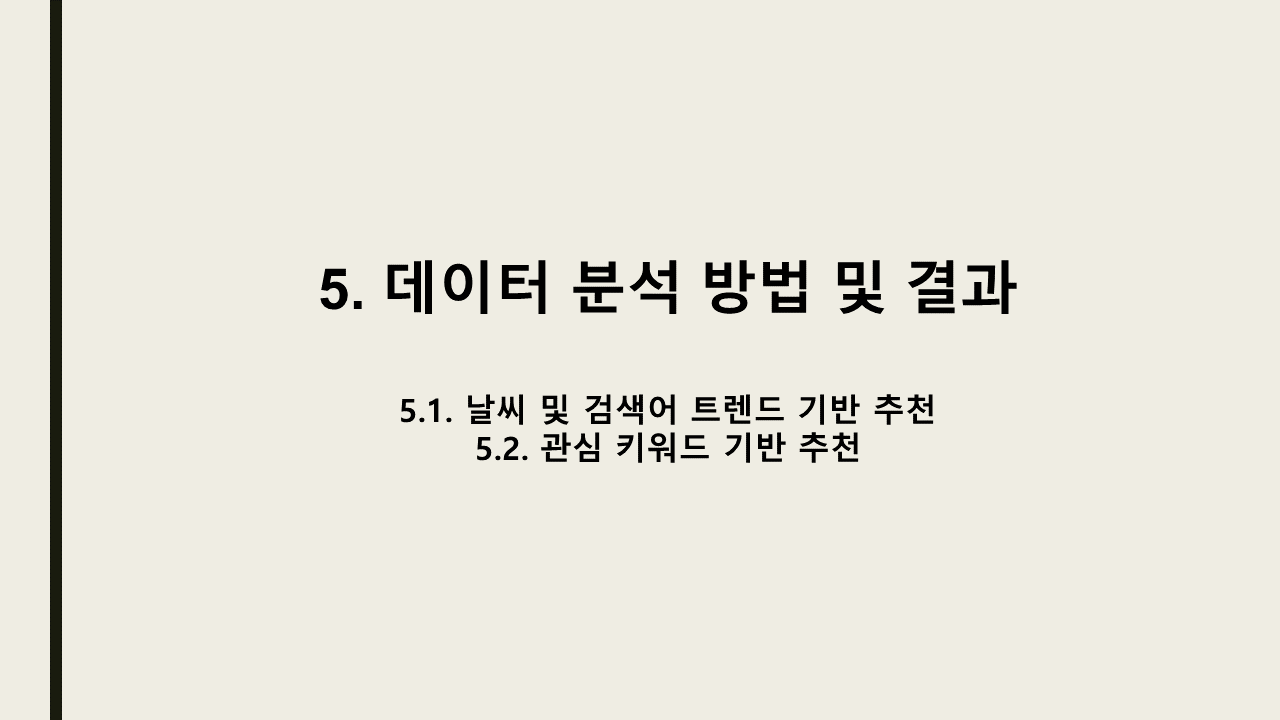 5. 데이터 분석 방법 및 결과
5.1. 날씨 및 검색어 트렌드 기반 추천
5.2. 관심 키워드 기반 추천